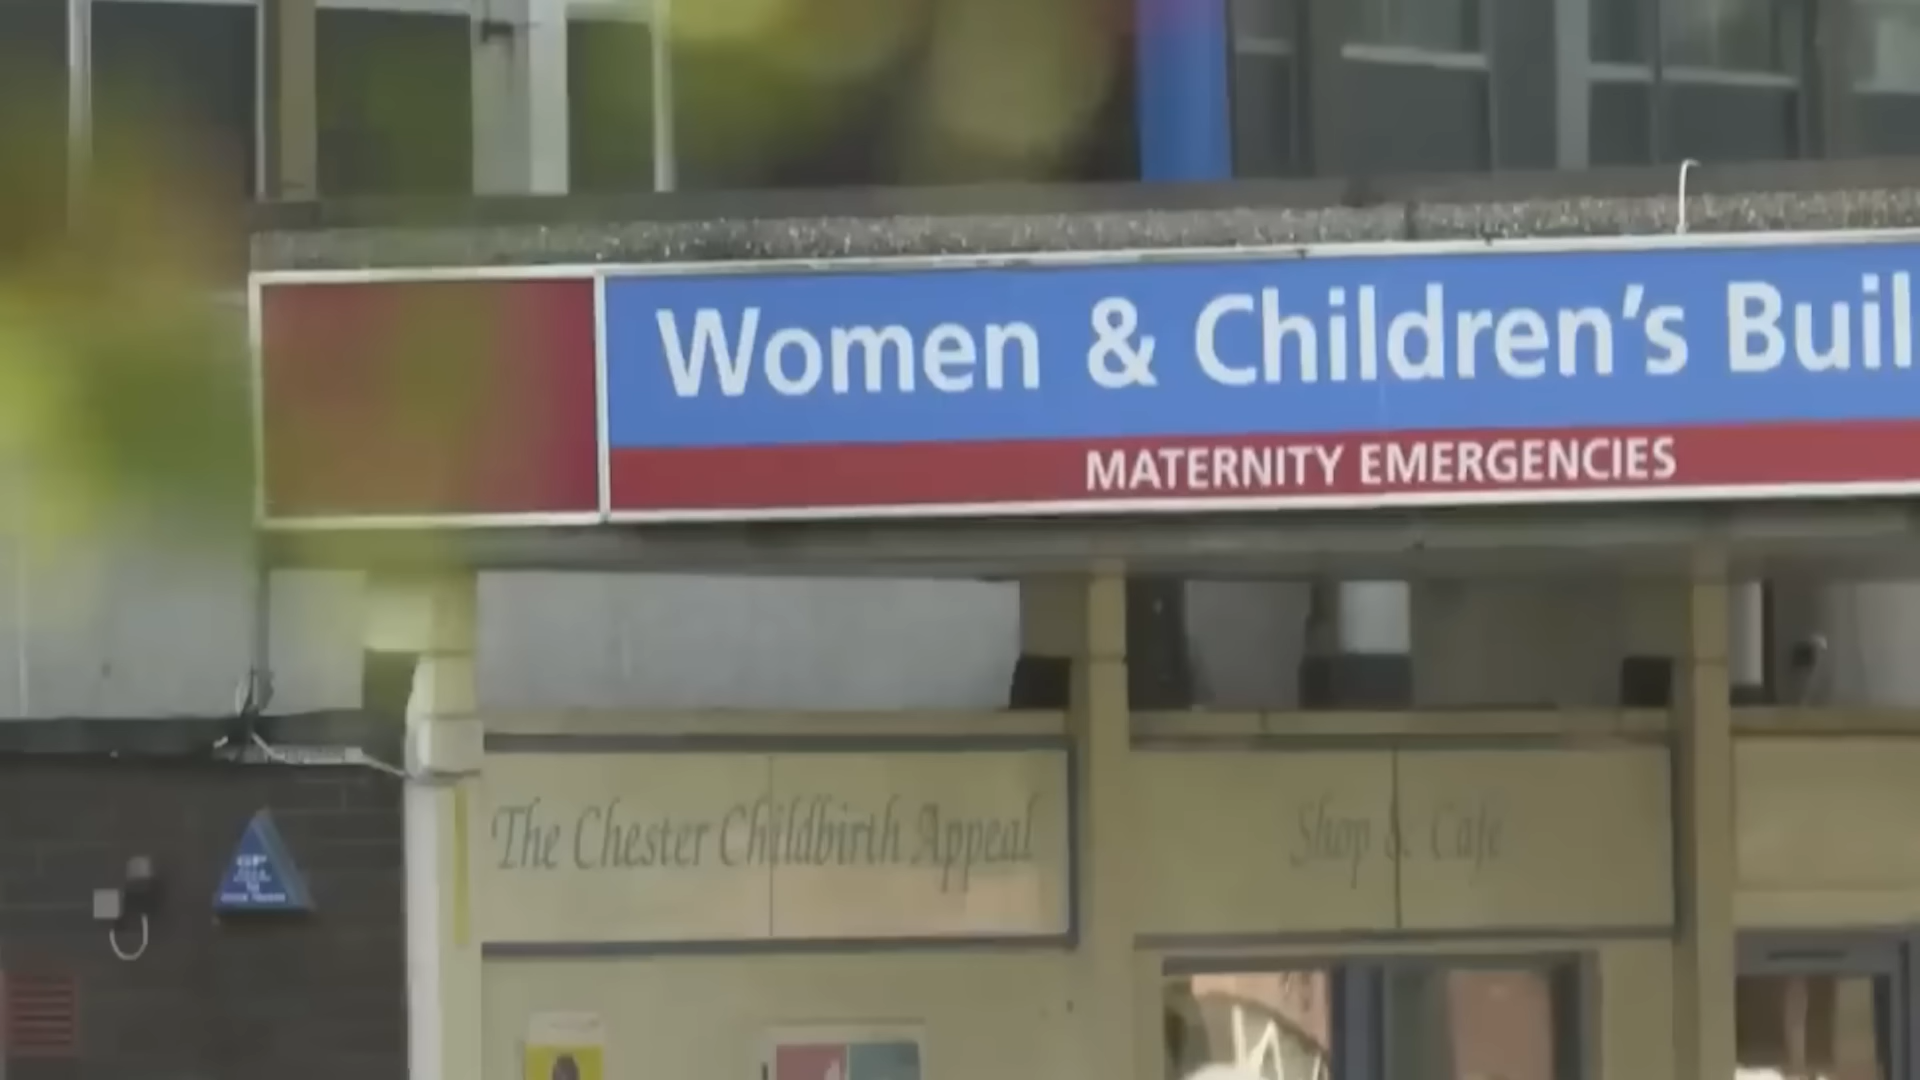 Women & Children's Buil
MATERNITY EMERGENCIES
The Chester Childbirth Appeal
Shop & Cafe